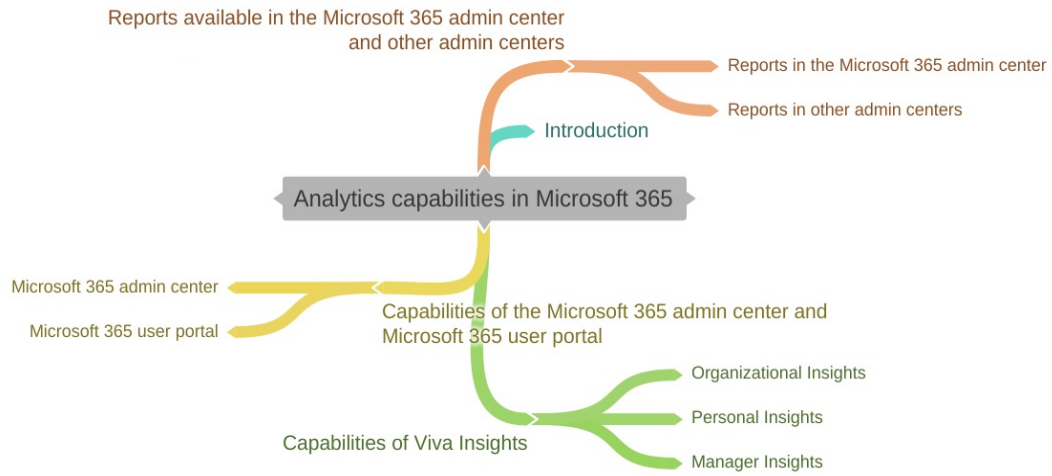 Reports available in the Microsoft 365 admin center
and other admin centers
Reports in the Microsoft 365 admin center
Reports in other admin centers
Introduction
Analytics capabilities in Microsoft 365
Microsoft 365 admin center
Microsoft 365 user portal
Capabilities of the Microsoft 365 admin center and
Microsoft 365 user portal
Organizational Insights
Personal Insights
Manager Insights
Capabilities of Viva Insights